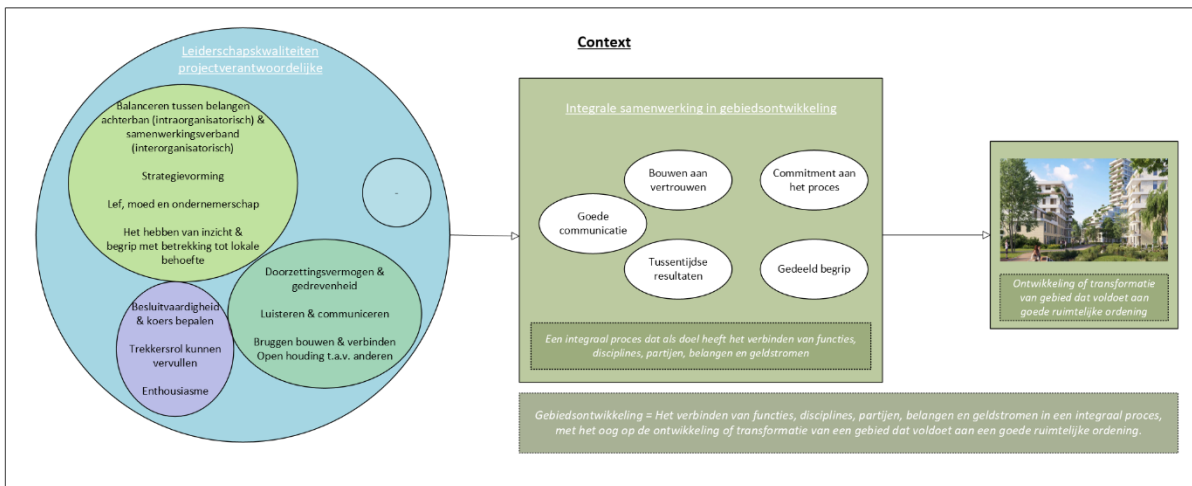 Context
Leiderschapskwaliteiten
projectverantwoordelijke
Balanceren tussen belangen
achterban (intraorganisatorisch) &
samenwerkingsverband
(interorganisatorisch)
Strategievorming
Lef, moed en ondernemerschap
Het hebben van inzicht &
begrip met betrekking tot lokale
behoefte
-
Doorzettingsvermogen &
gedrevenheid
Luisteren & communiceren
Bruggen bouwen & verbinden
Open houding t.a.v. anderen
Besluitvaardigheid
& koers bepalen
Trekkersrol kunnen
vervullen
Enthousiasme
Integrale samenwerking in gebiedsontwikkeling
Bouwen aan
vertrouwen
Commitment aan
het proces
Goede
communicatie
Tussentijdse
resultaten
Gedeeld begrip
Een integraal proces dat als doel heeft het verbinden van functies,
disciplines, partijen, belangen en geldstromen
Ontwikkeling of transformatie
van gebied dat voldoet aan
goede ruimtelijke ordening
Gebiedsontwikkeling = Het verbinden van functies, disciplines, partijen, belangen en geldstromen in een integraal proces,
met het oog op de ontwikkeling of transformatie van een gebied dat voldoet aan een goede ruimtelijke ordening.